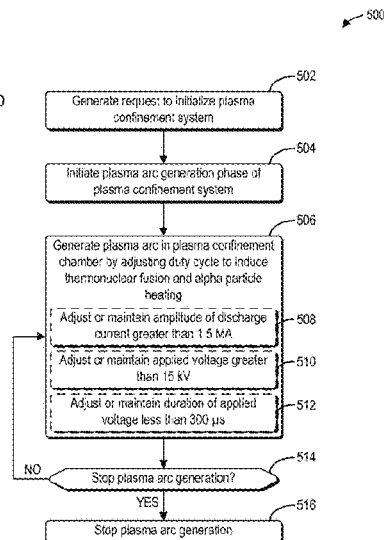 500
502
Generate request to initialize plasma
confinement system
504
Initiate plasma arc generation phase of
plasma confinement system
506
Generate plasma arc in plasma confinement
chamber by adjusting duty cycle to induce
thermonuclear fusion and alpha particle
heating
Adjust or maintain amplitude of discharge
current greater than 1.5 MA
508
Adjust or maintain applied voltage greater
than 15 kV
510
Adjust or maintain duration of applied
voltage less than 300 µs
512
514
Stop plasma arc generation?
NO
YES
516
Stop plasma arc generation